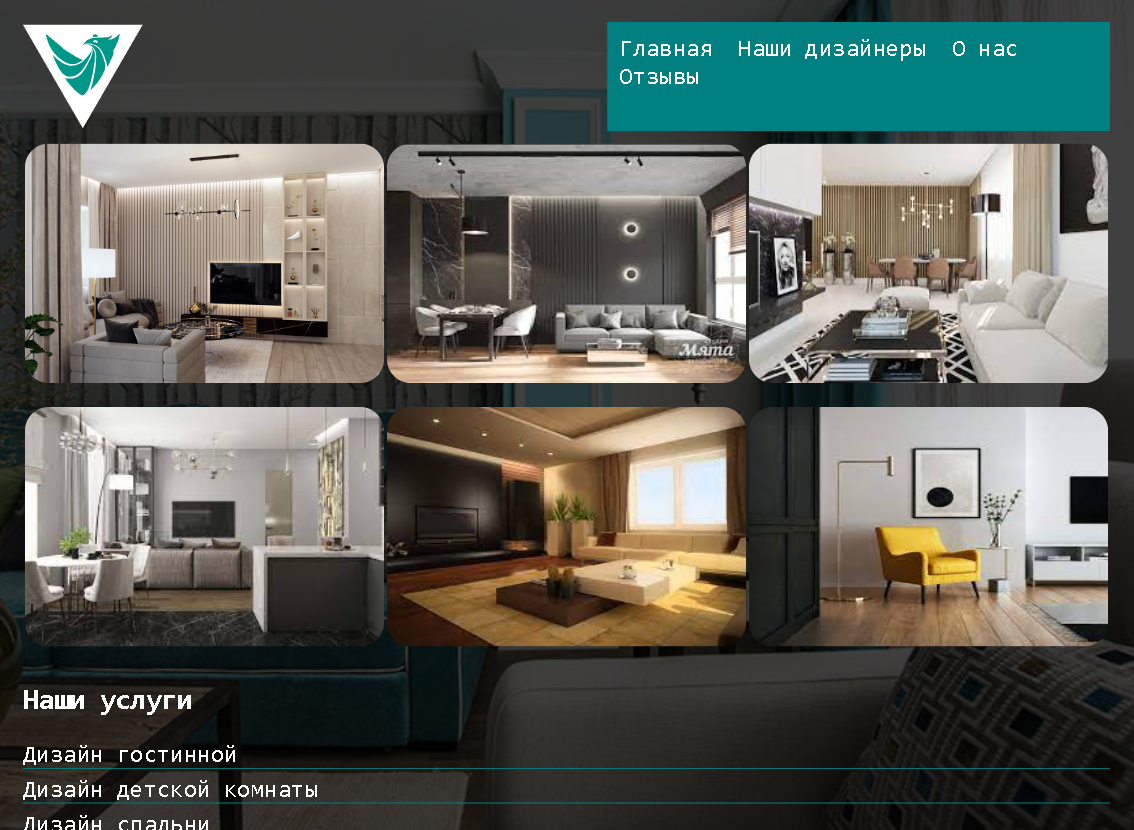 Главная Наши дизайнеры О нас
Отзывы
Мята
Наши услуги
Дизайн гостинной
Дизайн детской комнаты
Дизайн спальни